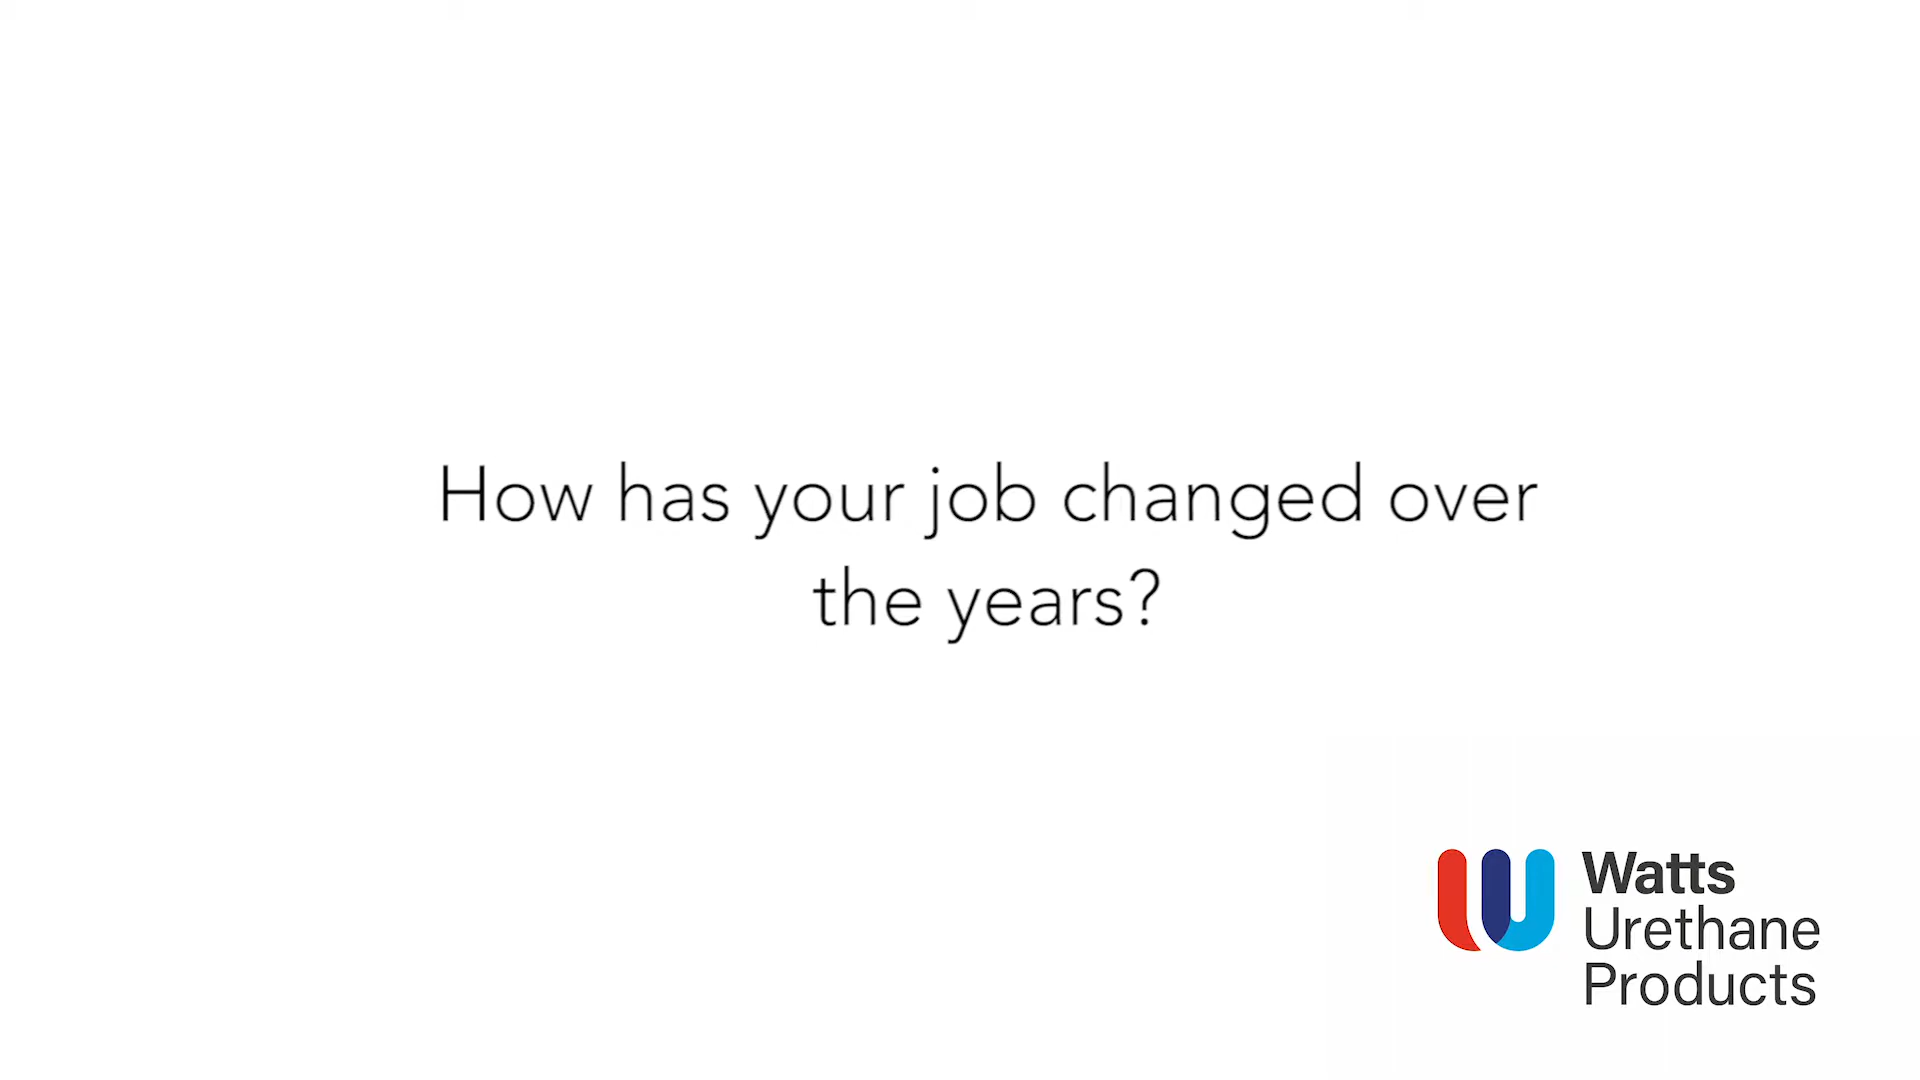 How has your job changed over
the years?
Watts
Urethane
Products